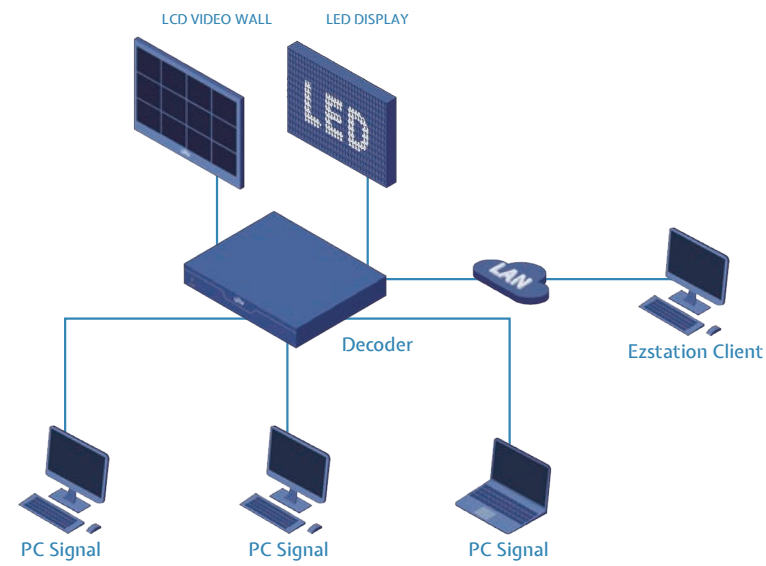 LCD VIDEO WALL
LED DISPLAY
LED
LAN
Decoder
Ezstation Client
PC Signal
PC Signal
PC Signal